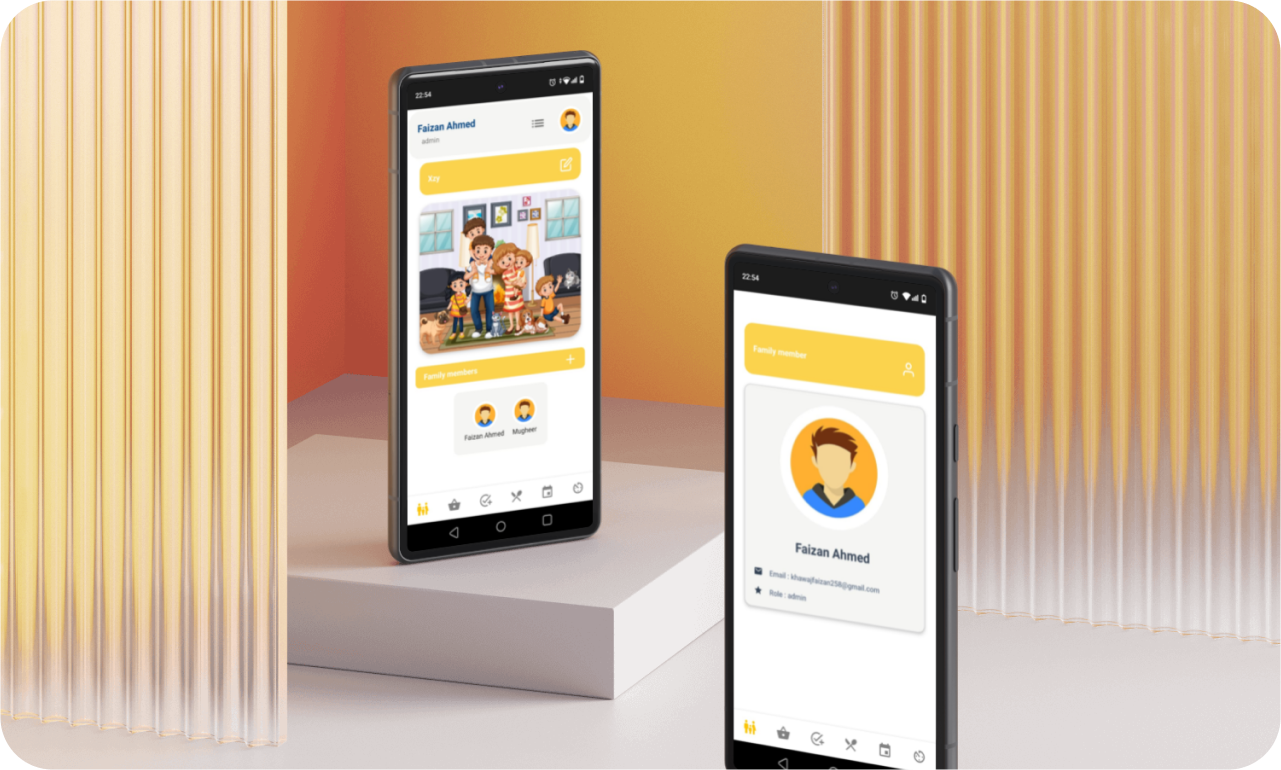 22:54
Faizan Ahmed
admin
Xzy
Family members
Faizan Ahmed
Mugheer
22:54
Family member
Faizan Ahmed
Email : khawajfaizan258@gmail.com
Role : admin